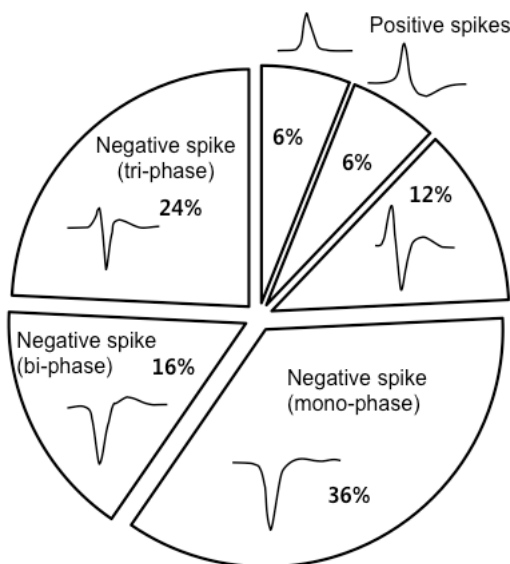 Positive spikes
6%
6%
12%
Negative spike
(tri-phase)
24%
Negative spike
(bi-phase)
16%
Negative spike
(mono-phase)
36%